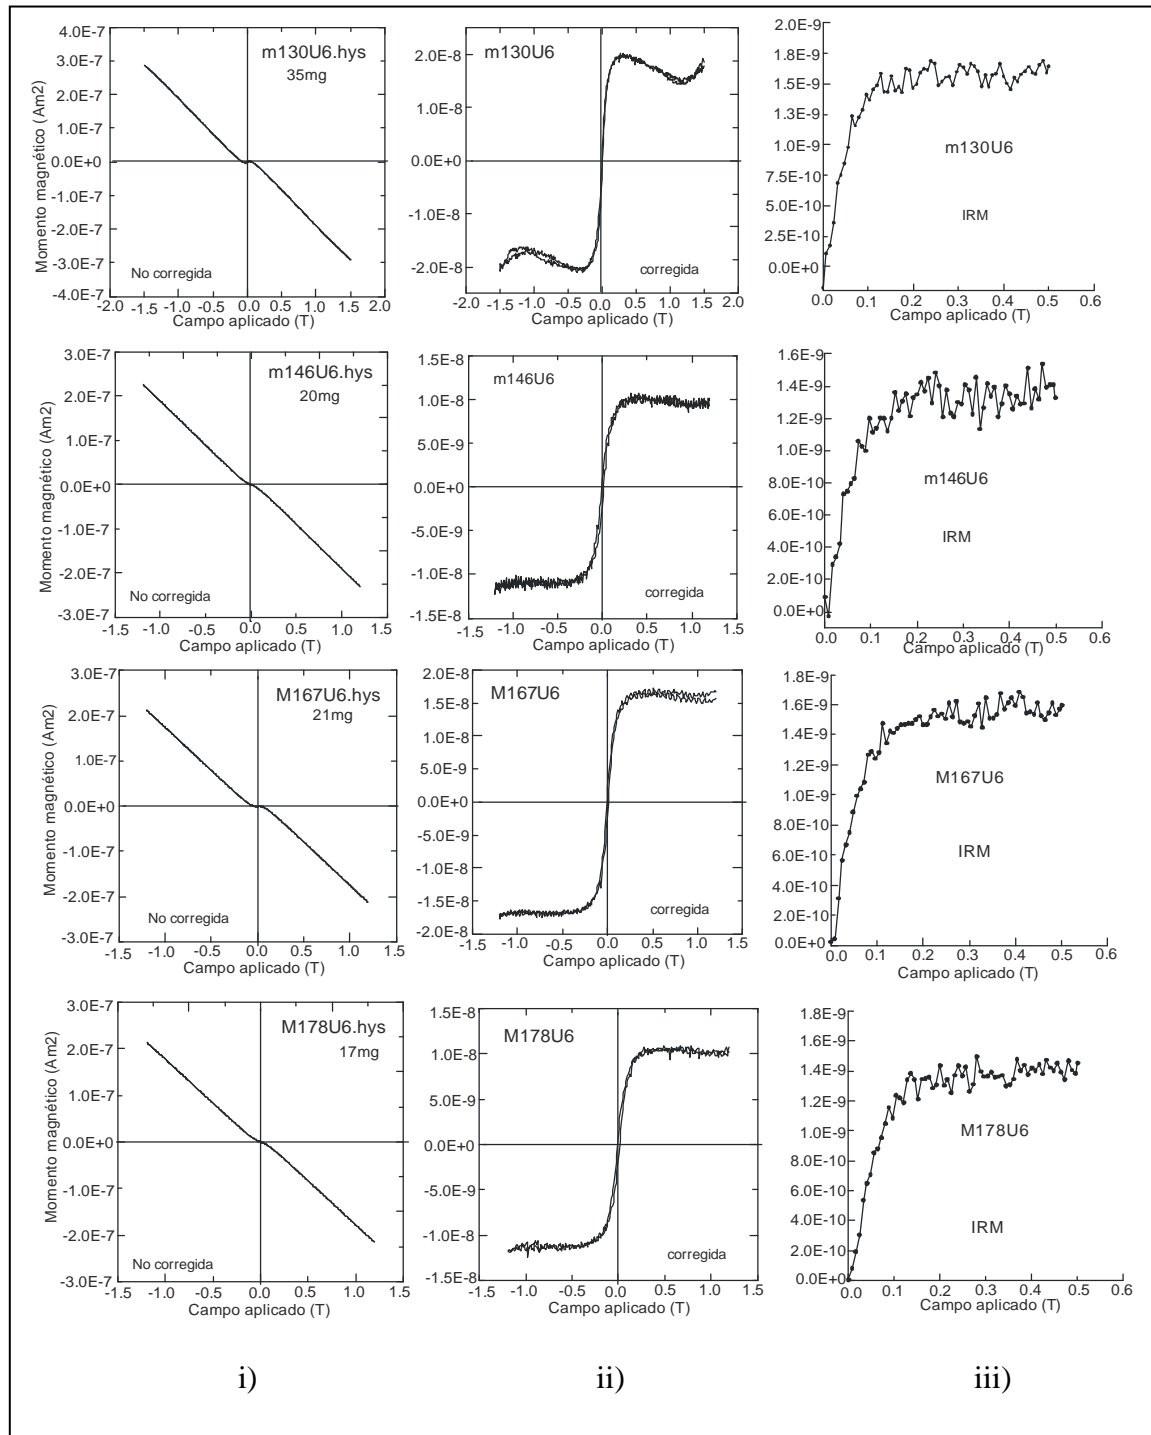 m130U6.hys
35mg
No corregida
Momento magnético (Am2)
4.0E-7
3.0E-7
2.0E-7
1.0E-7
0.0E+0
-1.0E-7
-2.0E-7
-3.0E-7
-4.0E-7
-2.0 -1.5 -1.0 -0.5 0.0 0.5 1.0 1.5 2.0
Campo aplicado (T)
m130U6
corregida
2.0E-8
1.0E-8
0.0E+0
-1.0E-8
-2.0E-8
-2.0 -1.5 -1.0 -0.5 0.0 0.5 1.0 1.5 2.0
Campo aplicado (T)
2.0E-9
1.8E-9
1.5E-9
1.3E-9
1.0E-9
7.5E-10
5.0E-10
2.5E-10
0.0E+0
m130U6
IRM
0.0 0.1 0.2 0.3 0.4 0.5 0.6
Campo aplicado (T)
m146U6.hys
20mg
No corregida
Momento magnético (Am2)
3.0E-7
2.0E-7
1.0E-7
0.0E+0
-1.0E-7
-2.0E-7
-3.0E-7
-1.5 -1.0 -0.5 0.0 0.5 1.0 1.5
Campo aplicado (T)
m146U6
corregida
1.5E-8
1.0E-8
5.0E-9
0.0E+0
-5.0E-9
-1.0E-8
-1.5E-8
-1.5 -1.0 -0.5 0.0 0.5 1.0 1.5
Campo aplicado (T)
1.6E-9
1.4E-9
1.2E-9
1.0E-9
8.0E-10
6.0E-10
4.0E-10
2.0E-10
0.0E+0
m146U6
IRM
0.0 0.1 0.2 0.3 0.4 0.5 0.6
Campo aplicado (T)
M167U6.hys
21mg
No corregida
Momento magnético (Am2)
3.0E-7
2.0E-7
1.0E-7
0.0E+0
-1.0E-7
-2.0E-7
-3.0E-7
-1.5 -1.0 -0.5 0.0 0.5 1.0 1.5
Campo aplicado (T)
M167U6
corregida
2.0E-8
1.5E-8
1.0E-8
5.0E-9
0.0E+0
-5.0E-9
-1.0E-8
-1.5E-8
-2.0E-8
-1.5 -1.0 -0.5 0.0 0.5 1.0 1.5
Campo aplicado (T)
1.8E-9
1.6E-9
1.4E-9
1.2E-9
1.0E-9
8.0E-10
6.0E-10
4.0E-10
2.0E-10
0.0E+0
M167U6
IRM
0.0 0.1 0.2 0.3 0.4 0.5 0.6
Campo aplicado (T)
M178U6.hys
17mg
No corregida
Momento magnético (Am2)
3.0E-7
2.0E-7
1.0E-7
0.0E+0
-1.0E-7
-2.0E-7
-3.0E-7
-1.5 -1.0 -0.5 0.0 0.5 1.0 1.5
Campo aplicado (T)
M178U6
corregida
1.5E-8
1.0E-8
5.0E-9
0.0E+0
-5.0E-9
-1.0E-8
-1.5E-8
-1.5 -1.0 -0.5 0.0 0.5 1.0 1.5
Campo aplicado (T)
1.8E-9
1.6E-9
1.4E-9
1.2E-9
1.0E-9
8.0E-10
6.0E-10
4.0E-10
2.0E-10
0.0E+0
M178U6
IRM
0.0 0.1 0.2 0.3 0.4 0.5 0.6
Campo aplicado (T)
i) ii) iii)